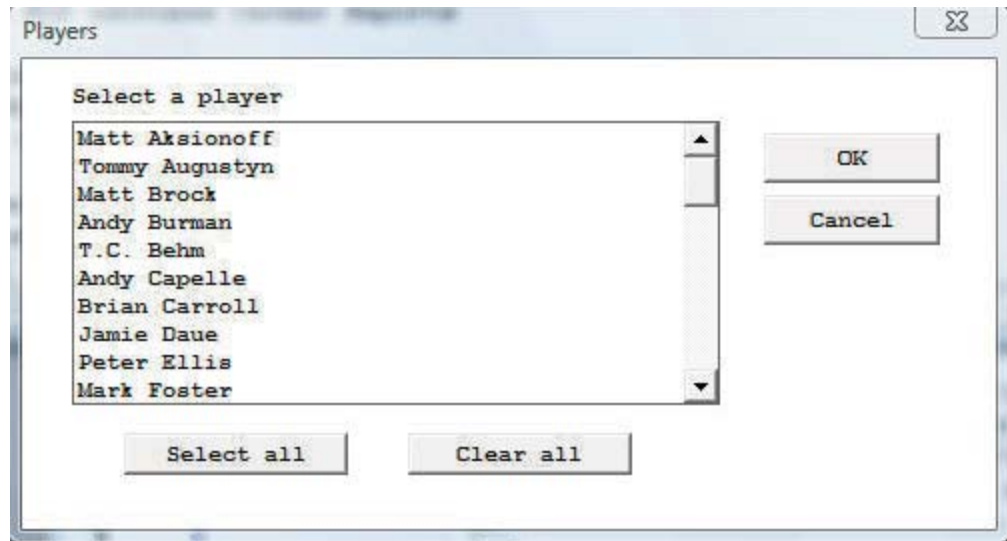 Players
Select a player
Matt Aksionoff
Tommy Augustyn
Matt Brock
Andy Burman
T.C. Behm
Andy Capelle
Brian Carroll
Jamie Daue
Peter Ellis
Mark Foster
OK
Cancel
Select all
Clear all